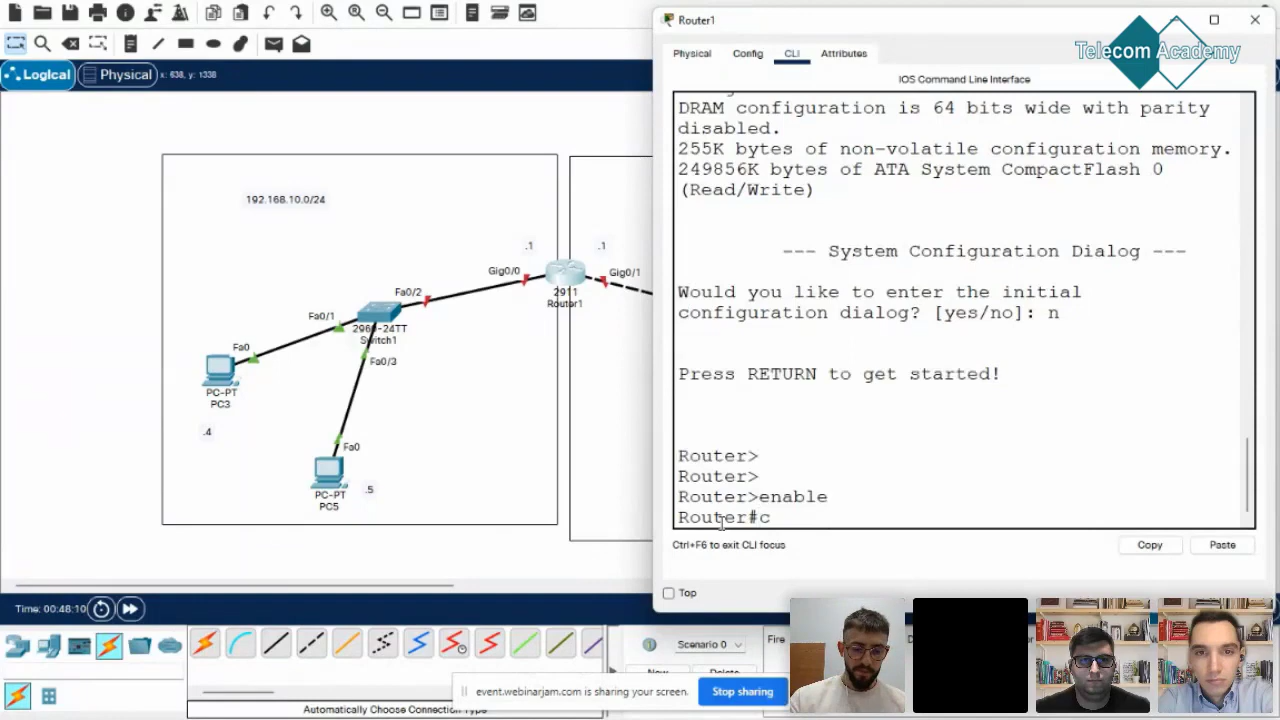 Router1
Telecom Academy
Physical
Config
CLI
Attributes
Logical
Physical
x: 638, y: 1338
IOS Command Line Interface
DRAM configuration is 64 bits wide with parity
disabled.
255K bytes of non-volatile configuration memory.
249856K bytes of ATA System CompactFlash 0
(Read/Write)
--- System Configuration Dialog ---
Would you like to enter the initial
configuration dialog? [yes/no]: n
Press RETURN to get started!
Router>
Router>
Router>enable
Router#c
Ctrl+F6 to exit CLI focus
Copy
Paste
Top
192.168.10.0/24
.1
.1
Gig0/0
Gig0/1
2911
Router1
Fa0/2
Fa0/1
2960-24TT
Switch1
Fa0
Fa0/3
PC-PT
PC3
.4
Fa0
PC-PT
PC5
.5
Time: 00:48:10
Scenario 0
Fire
New
Delete
event.webinarjam.com is sharing your screen.
Stop sharing
Automatically Choose Connection Type